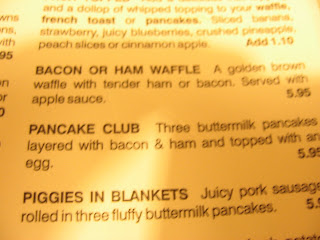 and a dollop of whipped topping to your waffle,
french toast or pancakes. Sliced banana,
strawberry, juicy blueberries, crushed pineapple,
peach slices or cinnamon apple. Add 1.10
BACON OR HAM WAFFLE A golden brown
waffle with tender ham or bacon. Served with
apple sauce. 5.95
PANCAKE CLUB Three buttermilk pancakes
layered with bacon & ham and topped with an
egg. 5.95
PIGGIES IN BLANKETS Juicy pork sausage
rolled in three fluffy buttermilk pancakes.